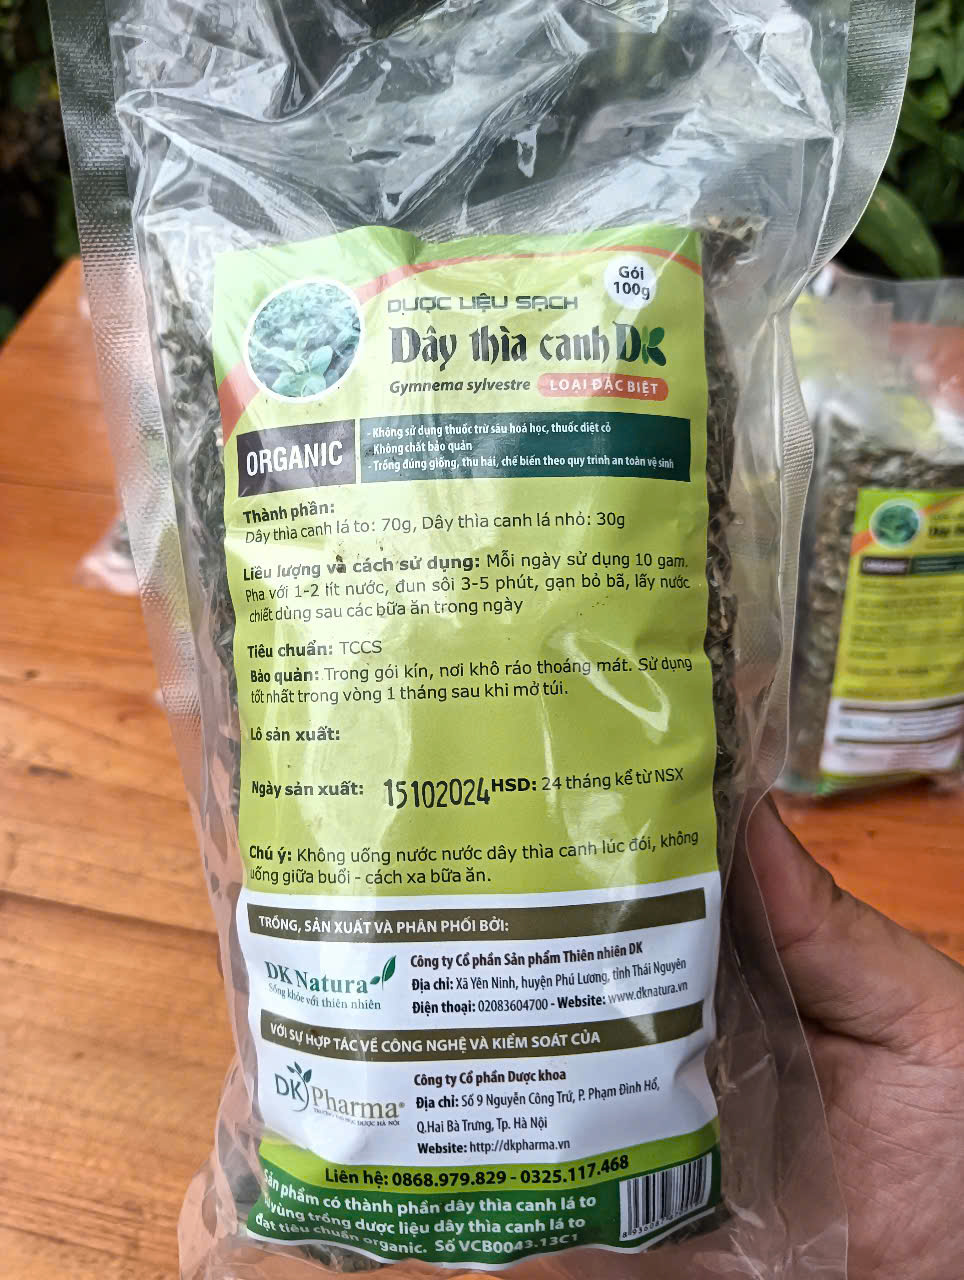 Gói
100g
DƯỢC LIỆU SẠCH
Dây thìa canh DK
Gymnema sylvestre LOẠI ĐẶC BIỆT
ORGANIC
- Không sử dụng thuốc trừ sâu hoá học, thuốc diệt cỏ
- Không chất bảo quản
- Trồng đúng giống, thu hái, chế biến theo quy trình an toàn vệ sinh
Thành phần:
Dây thìa canh lá to: 70g, Dây thìa canh lá nhỏ: 30g
Liều lượng và cách sử dụng: Mỗi ngày sử dụng 10 gam.
Pha với 1-2 lít nước, đun sôi 3-5 phút, gạn bỏ bã, lấy nước
chiết dùng sau các bữa ăn trong ngày
Tiêu chuẩn: TCCS
Bảo quản: Trong gói kín, nơi khô ráo thoáng mát. Sử dụng
tốt nhất trong vòng 1 tháng sau khi mở túi.
Lô sản xuất:
Ngày sản xuất: 15102024 HSD: 24 tháng kể từ NSX
Chú ý: Không uống nước nước dây thìa canh lúc đói, không
uống giữa buổi - cách xa bữa ăn.
TRỒNG, SẢN XUẤT VÀ PHÂN PHỐI BỞI:
DK Natura
Sống khỏe với thiên nhiên
Công ty Cổ phần Sản phẩm Thiên nhiên DK
Địa chỉ: Xã Yên Ninh, huyện Phú Lương, tỉnh Thái Nguyên
Điện thoại: 02083604700 - Website: www.dknatura.vn
VỚI SỰ HỢP TÁC VỀ CÔNG NGHỆ VÀ KIỂM SOÁT CỦA
DK Pharma®
TRƯỜNG ĐẠI HỌC DƯỢC HÀ NỘI
Công ty Cổ phần Dược khoa
Địa chỉ: Số 9 Nguyễn Công Trứ, P. Phạm Đình Hổ,
Q.Hai Bà Trưng, Tp. Hà Nội
Website: http://dkpharma.vn
Liên hệ: 0868.979.829 - 0325.117.468
Sản phẩm có thành phần dây thìa canh lá to
vùng trồng dược liệu dây thìa canh lá to
đạt tiêu chuẩn organic. Số VCB0043.13C1
ORGANIC